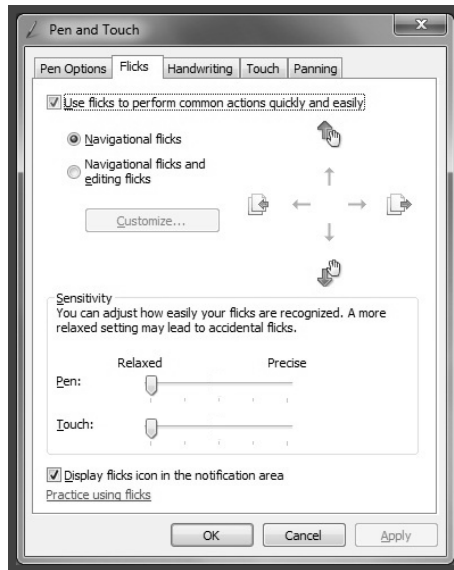 Pen and Touch
Pen Options Flicks Handwriting Touch Panning
Use flicks to perform common actions quickly and easily
Navigational flicks
Navigational flicks and
editing flicks
Customize...
Sensitivity
You can adjust how easily your flicks are recognized. A more
relaxed setting may lead to accidental flicks.
Relaxed Precise
Pen:
Touch:
Display flicks icon in the notification area
Practice using flicks
OK Cancel Apply